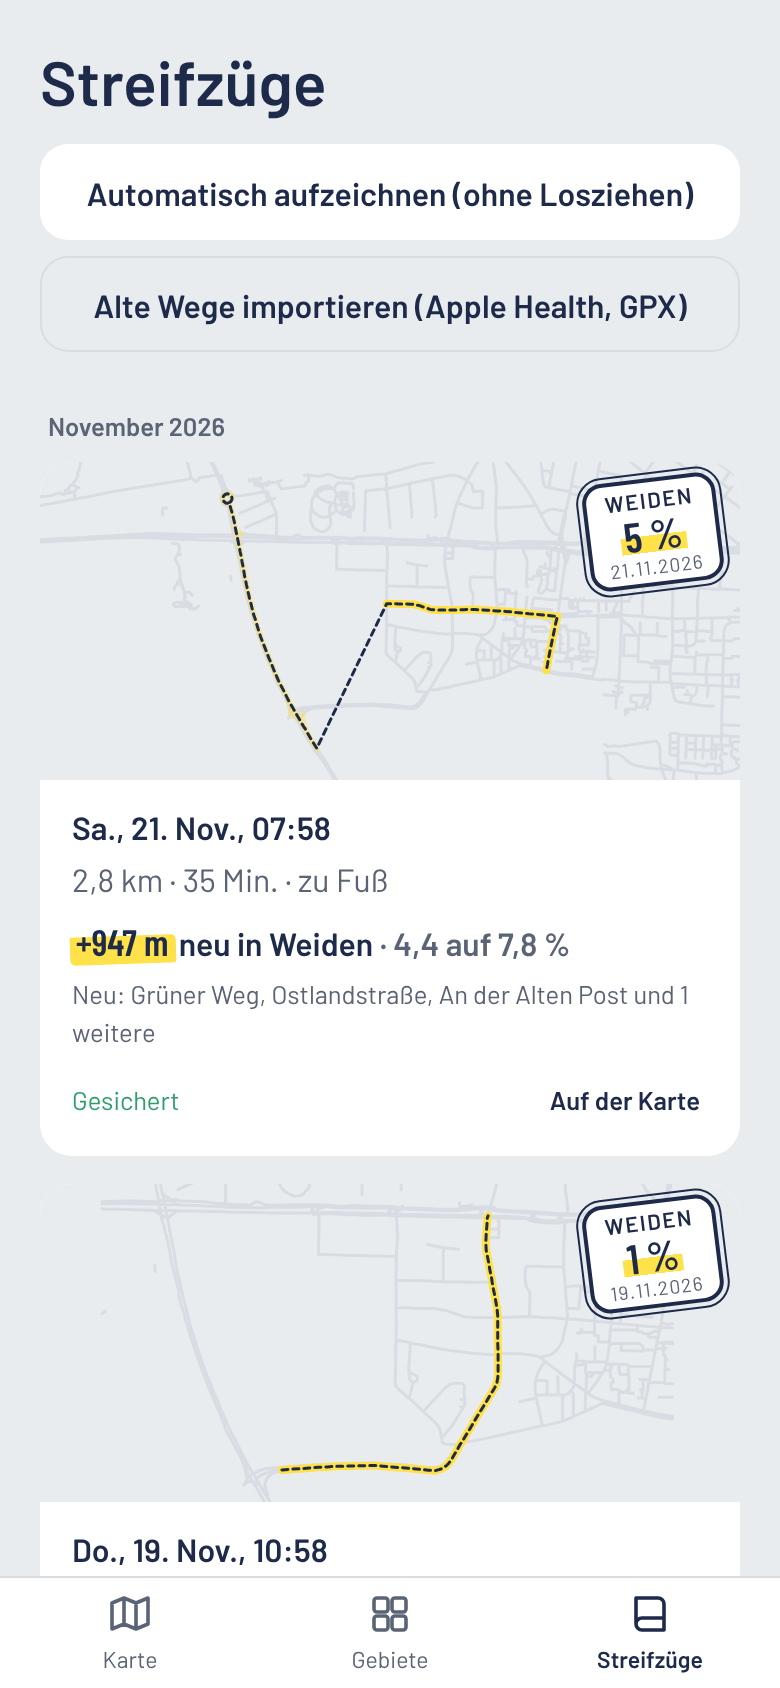 Streifzüge
Automatisch aufzeichnen (ohne Losziehen)
Alte Wege importieren (Apple Health, GPX)
November 2026
WEIDEN
5 %
21.11.2026
Sa., 21. Nov., 07:58
2,8 km · 35 Min. · zu Fuß
+947 m neu in Weiden · 4,4 auf 7,8 %
Neu: Grüner Weg, Ostlandstraße, An der Alten Post und 1
weitere
Gesichert
Auf der Karte
WEIDEN
1 %
19.11.2026
Do., 19. Nov., 10:58
Karte
Gebiete
Streifzüge